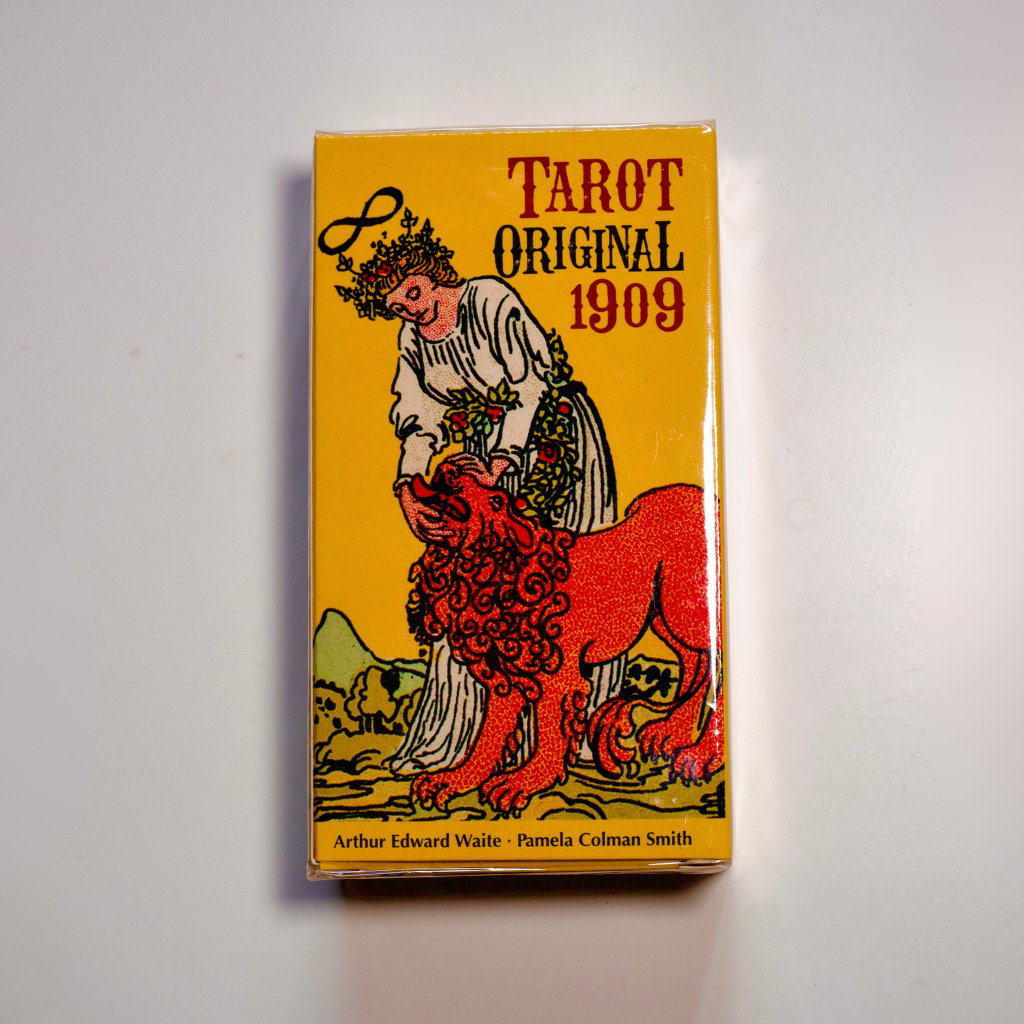 TAROT
ORIGINAL
1909
Arthur Edward Waite · Pamela Colman Smith